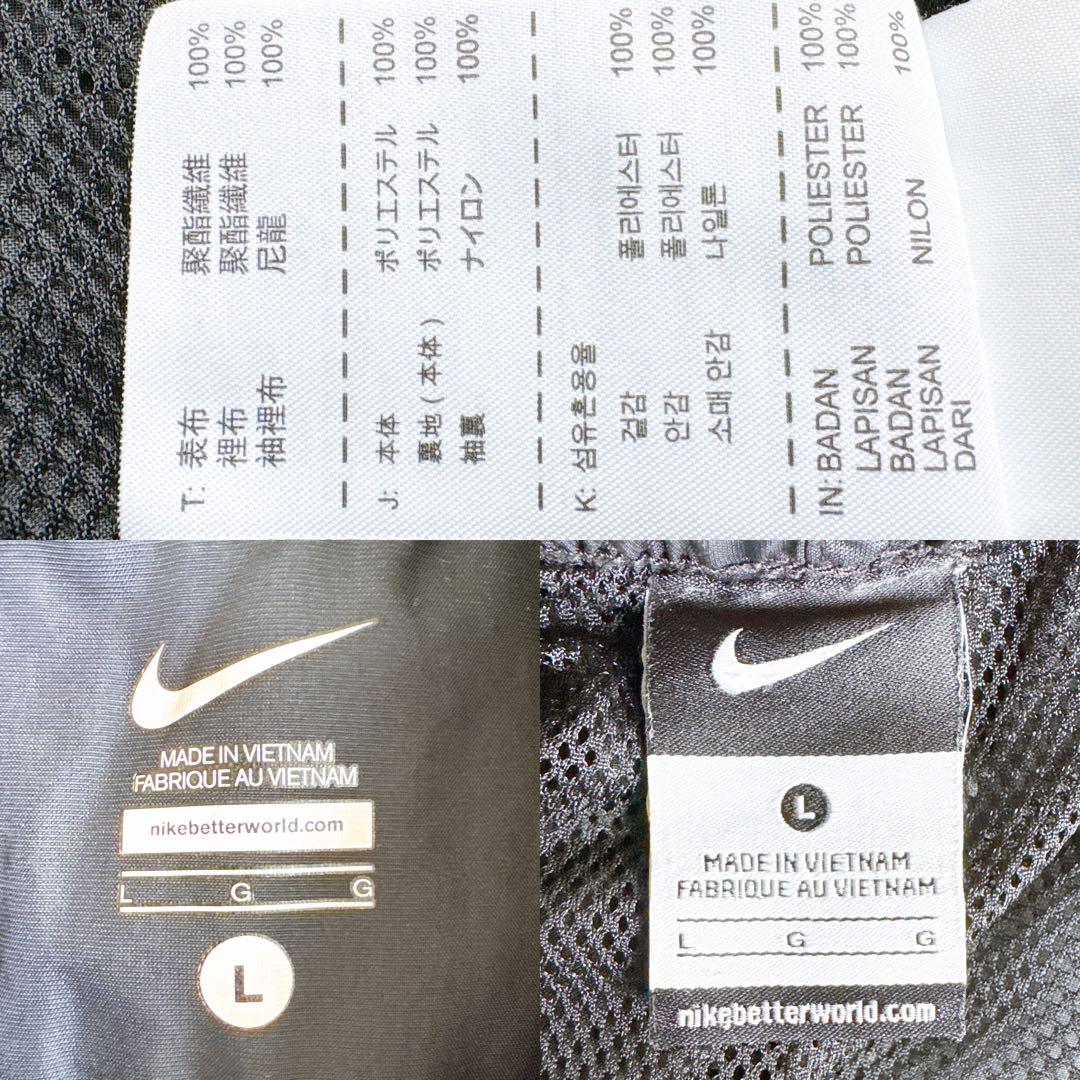 T: 表布 聚酯纖維 100%
裡布 聚酯纖維 100%
袖裡布 尼龍 100%
J: 本体 ポリエステル 100%
裏地(本体) ポリエステル 100%
袖裏 ナイロン 100%
K: 섬유혼용율
겉감 폴리에스터 100%
안감 폴리에스터 100%
소매 안감 나일론 100%
IN: BADAN POLIESTER 100%
LAPISAN POLIESTER 100%
BADAN
LAPISAN NILON 100%
DARI
MADE IN VIETNAM
FABRIQUE AU VIETNAM
nikebetterworld.com
L G G
L
L
MADE IN VIETNAM
FABRIQUE AU VIETNAM
L G G
nikebetterworld.com